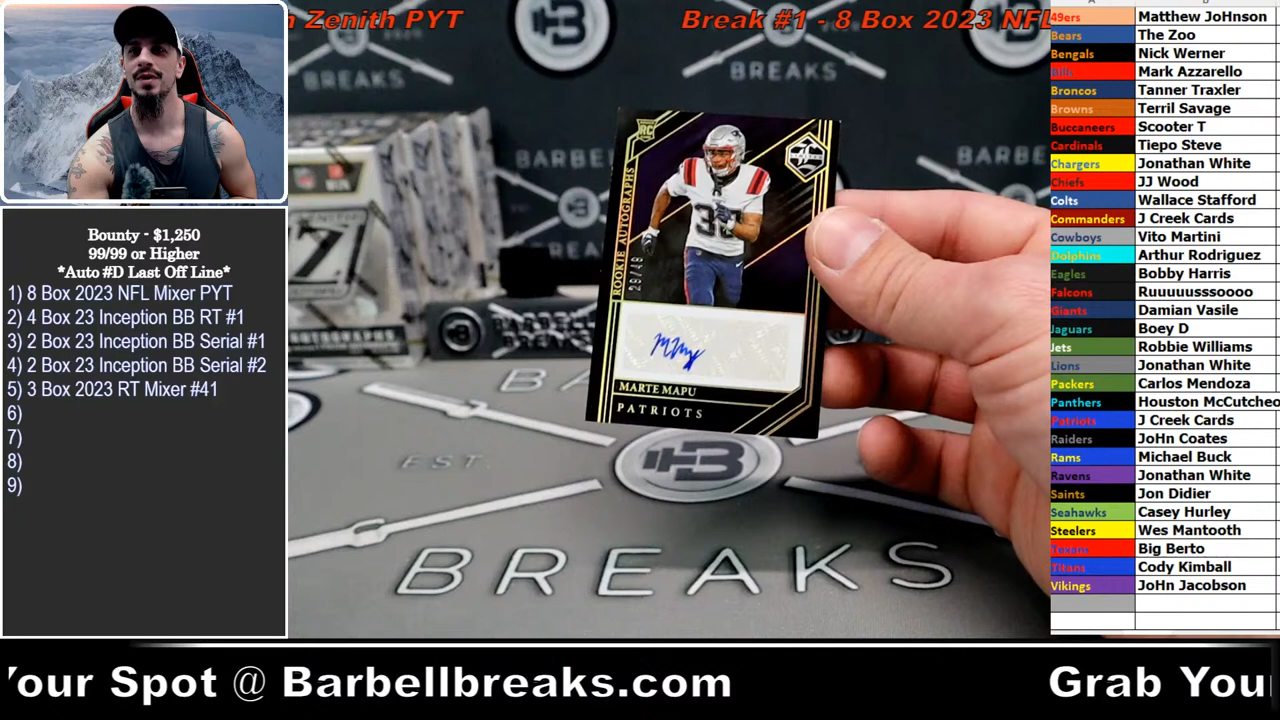 n Zenith PYT
Break #1 - 8 Box 2023 NFL
BREAKS
BARBELL
BARB
Bounty - $1,250
99/99 or Higher
*Auto #D Last Off Line*
1) 8 Box 2023 NFL Mixer PYT
2) 4 Box 23 Inception BB RT #1
3) 2 Box 23 Inception BB Serial #1
4) 2 Box 23 Inception BB Serial #2
5) 3 Box 2023 RT Mixer #41
6)
7)
8)
9)
RC
ROOKIE AUTOGRAPHS
LIMITED
MARTE MAPU
PATRIOTS
EST.
BREAKS
49ers Matthew JoHnson
Bears The Zoo
Bengals Nick Werner
Bills Mark Azzarello
Broncos Tanner Traxler
Browns Terril Savage
Buccaneers Scooter T
Cardinals Tiepo Steve
Chargers Jonathan White
Chiefs JJ Wood
Colts Wallace Stafford
Commanders J Creek Cards
Cowboys Vito Martini
Dolphins Arthur Rodriguez
Eagles Bobby Harris
Falcons Ruuuuusssoooo
Giants Damian Vasile
Jaguars Boey D
Jets Robbie Williams
Lions Jonathan White
Packers Carlos Mendoza
Panthers Houston McCutcheo
Patriots J Creek Cards
Raiders JoHn Coates
Rams Michael Buck
Ravens Jonathan White
Saints Jon Didier
Seahawks Casey Hurley
Steelers Wes Mantooth
Texans Big Berto
Titans Cody Kimball
Vikings JoHn Jacobson
Your Spot @ Barbellbreaks.com
Grab Your